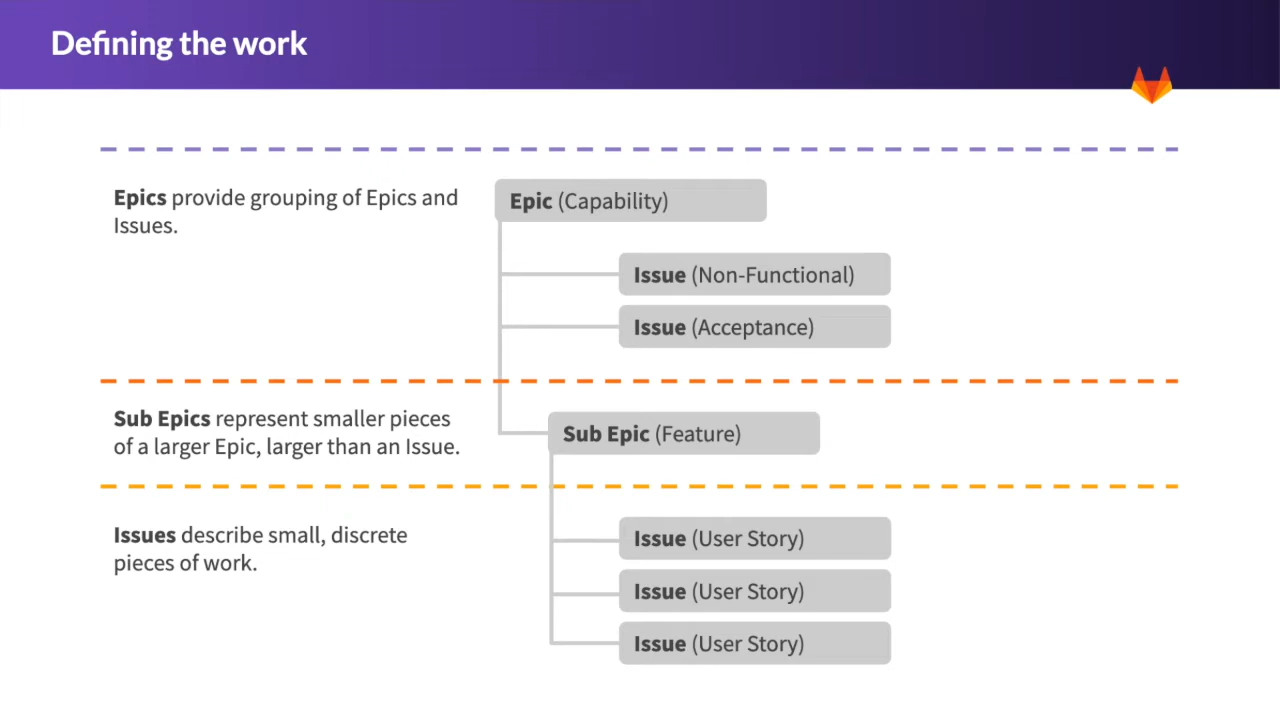 Defining the work
Epics provide grouping of Epics and
Issues.
Epic (Capability)
Issue (Non-Functional)
Issue (Acceptance)
Sub Epics represent smaller pieces
of a larger Epic, larger than an Issue.
Sub Epic (Feature)
Issues describe small, discrete
pieces of work.
Issue (User Story)
Issue (User Story)
Issue (User Story)